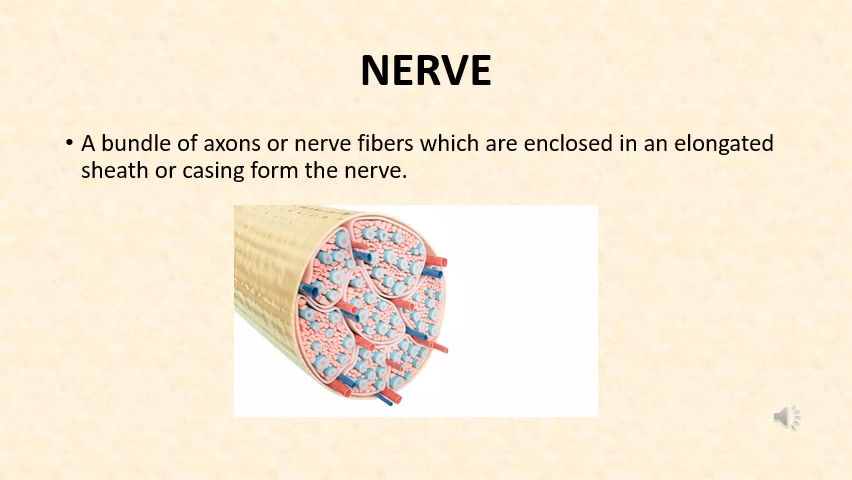 NERVE
• A bundle of axons or nerve fibers which are enclosed in an elongated
sheath or casing form the nerve.